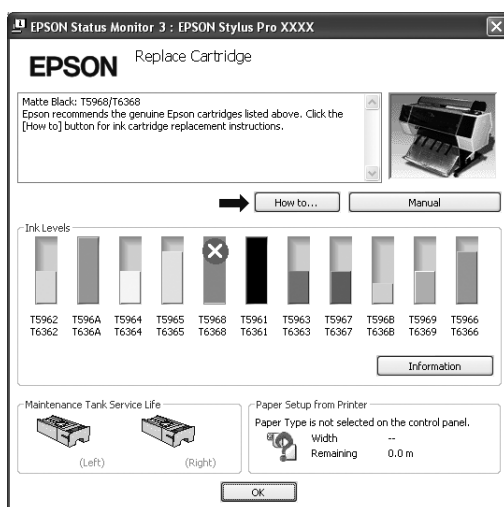 EPSON Status Monitor 3 : EPSON Stylus Pro XXXX
EPSON
Replace Cartridge
Matte Black: T5968/T6368
Epson recommends the genuine Epson cartridges listed above. Click the
[How to] button for ink cartridge replacement instructions.
How to...
Manual
Ink Levels
T5962 T596A T5964 T5965 T5968 T5961 T5963 T5967 T596B T5969 T5966
T6362 T636A T6364 T6365 T6368 T6361 T6363 T6367 T636B T6369 T6366
Information
Maintenance Tank Service Life
(Left)
(Right)
Paper Setup from Printer
Paper Type is not selected on the control panel.
Width --
Remaining 0.0 m
OK